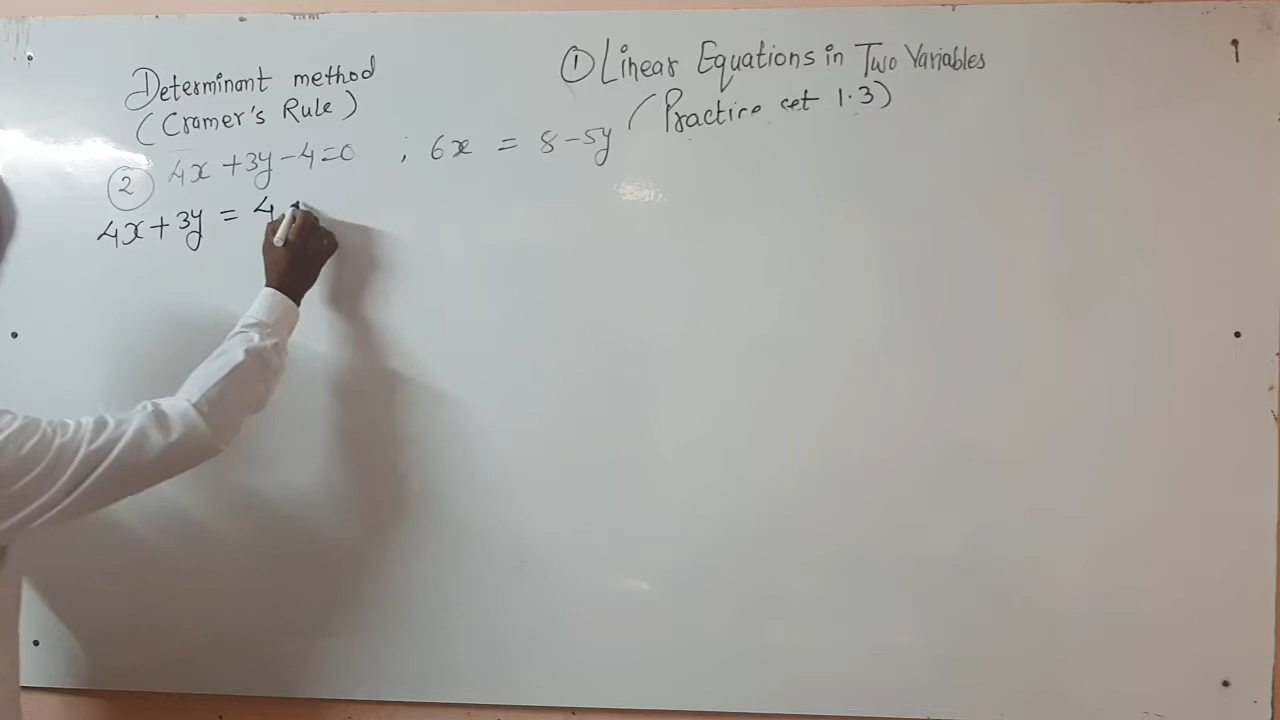 Determinant method
(Cramer's Rule)
① Linear Equations in Two Variables
(Practice set 1.3)
1
② 4x + 3y - 4 = 0 ; 6x = 8 - 5y
4x + 3y = 4